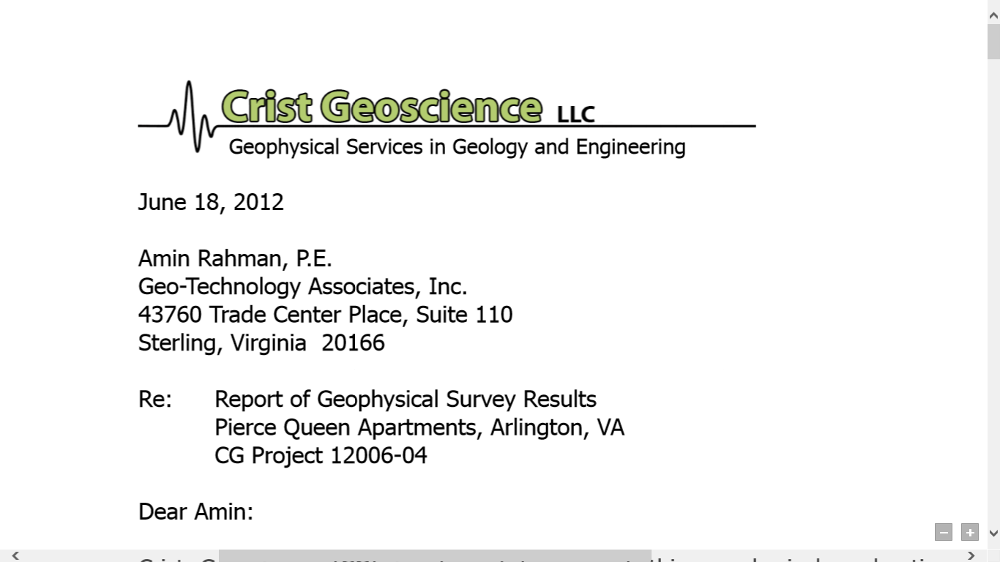 Crist Geoscience LLC
Geophysical Services in Geology and Engineering
June 18, 2012
Amin Rahman, P.E.
Geo-Technology Associates, Inc.
43760 Trade Center Place, Suite 110
Sterling, Virginia 20166
Re: Report of Geophysical Survey Results
Pierce Queen Apartments, Arlington, VA
CG Project 12006-04
Dear Amin: